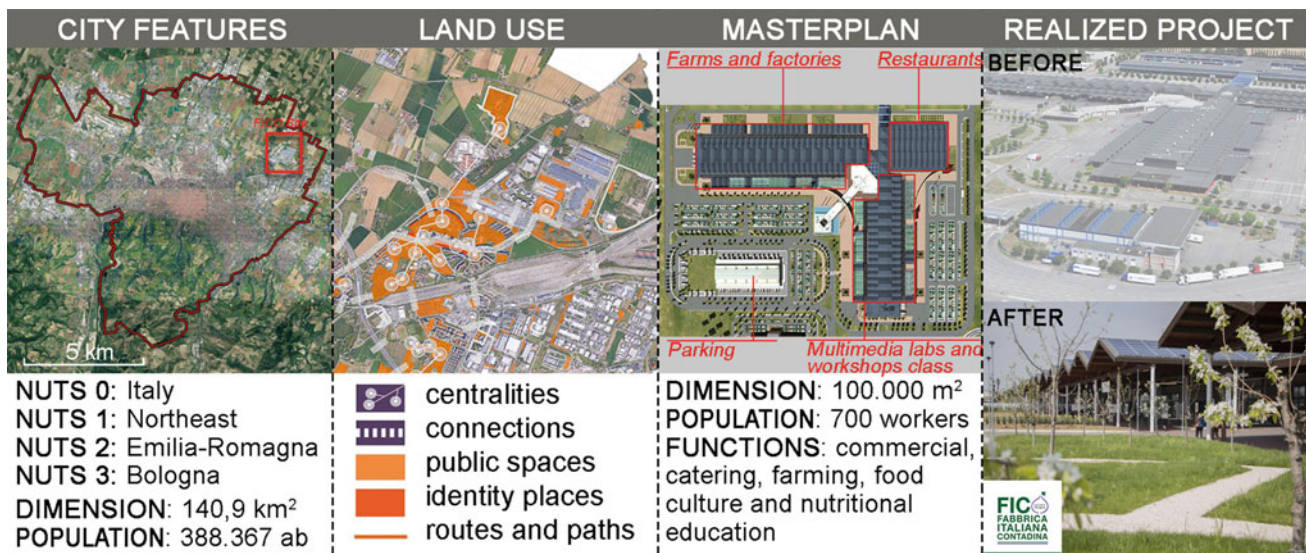 CITY FEATURES
LAND USE
MASTERPLAN
REALIZED PROJECT
5 km
NUTS 0: Italy
NUTS 1: Northeast
NUTS 2: Emilia-Romagna
NUTS 3: Bologna
DIMENSION: 140,9 km²
POPULATION: 388.367 ab
centralities
connections
public spaces
identity places
routes and paths
Farms and factories
Restaurants
Parking
Multimedia labs and
workshops class
DIMENSION: 100.000 m²
POPULATION: 700 workers
FUNCTIONS: commercial,
catering, farming, food
culture and nutritional
education
BEFORE
AFTER
FICO
FABBRICA
ITALIANA
CONTADINA